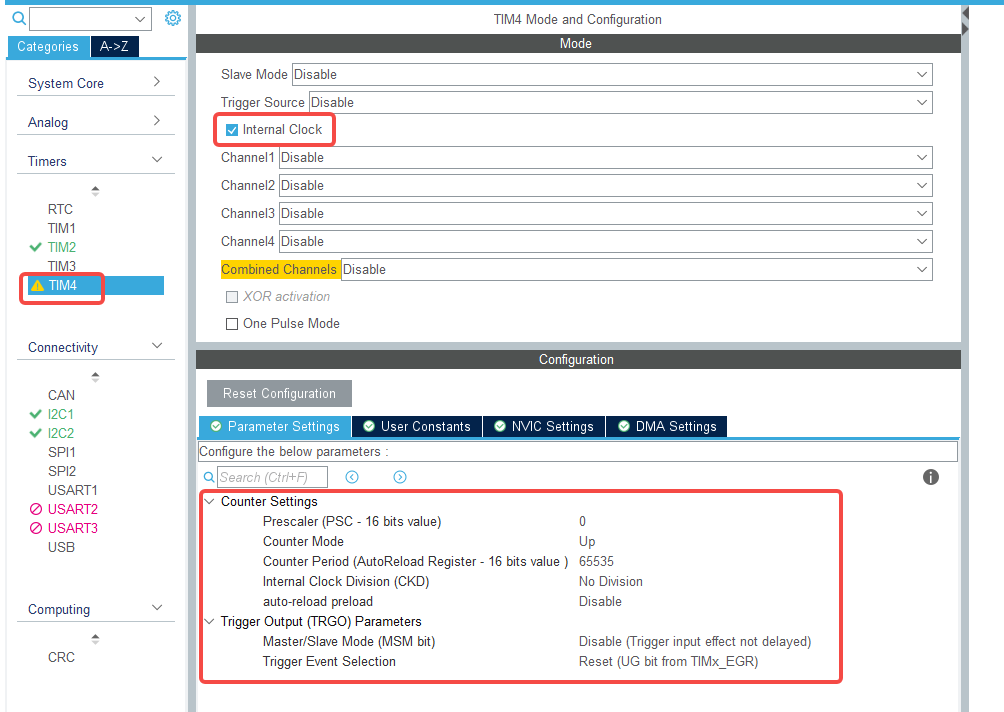 TIM4 Mode and Configuration
Categories
A->Z
System Core
Analog
Timers
RTC
TIM1
TIM2
TIM3
TIM4
Connectivity
CAN
I2C1
I2C2
SPI1
SPI2
USART1
USART2
USART3
USB
Computing
CRC
Mode
Slave Mode Disable
Trigger Source Disable
Internal Clock
Channel1 Disable
Channel2 Disable
Channel3 Disable
Channel4 Disable
Combined Channels Disable
XOR activation
One Pulse Mode
Configuration
Reset Configuration
Parameter Settings
User Constants
NVIC Settings
DMA Settings
Configure the below parameters :
Search (Ctrl+F)
Counter Settings
Prescaler (PSC - 16 bits value) 0
Counter Mode Up
Counter Period (AutoReload Register - 16 bits value ) 65535
Internal Clock Division (CKD) No Division
auto-reload preload Disable
Trigger Output (TRGO) Parameters
Master/Slave Mode (MSM bit) Disable (Trigger input effect not delayed)
Trigger Event Selection Reset (UG bit from TIMx_EGR)